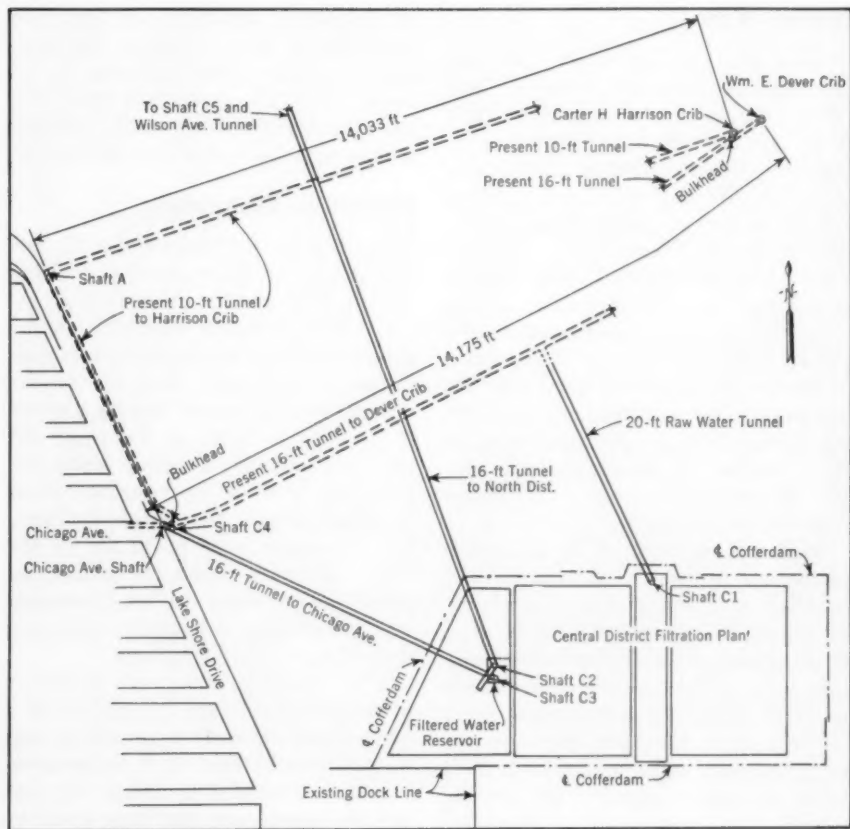 To Shaft C5 and
Wilson Ave. Tunnel
14,033 ft
Wm. E. Dever Crib
Carter H. Harrison Crib
Present 10-ft Tunnel
Present 16-ft Tunnel
Bulkhead
Shaft A
Present 10-ft Tunnel
to Harrison Crib
N
14,175 ft
Present 16-ft Tunnel to Dever Crib
20-ft Raw Water Tunnel
Bulkhead
16-ft Tunnel
to North Dist.
Shaft C4
Chicago Ave.
Chicago Ave. Shaft
16-ft Tunnel to Chicago Ave.
℄ Cofferdam
Shaft C1
Lake Shore Drive
Central District Filtration Plant
℄ Cofferdam
Shaft C2
Shaft C3
Filtered Water
Reservoir
Existing Dock Line
℄ Cofferdam